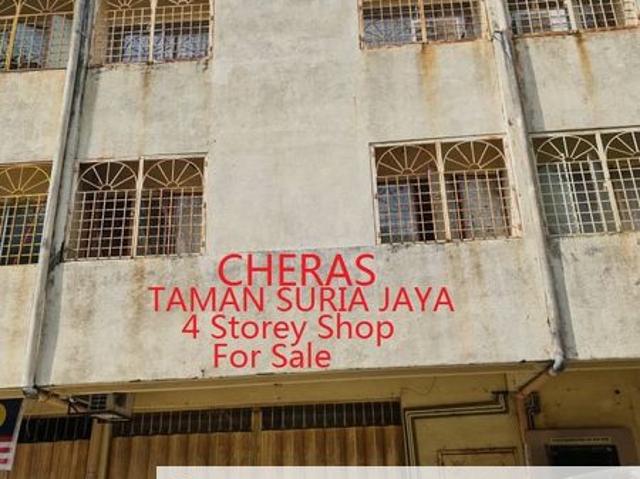 CHERAS
TAMAN SURIA JAYA
4 Storey Shop
For Sale